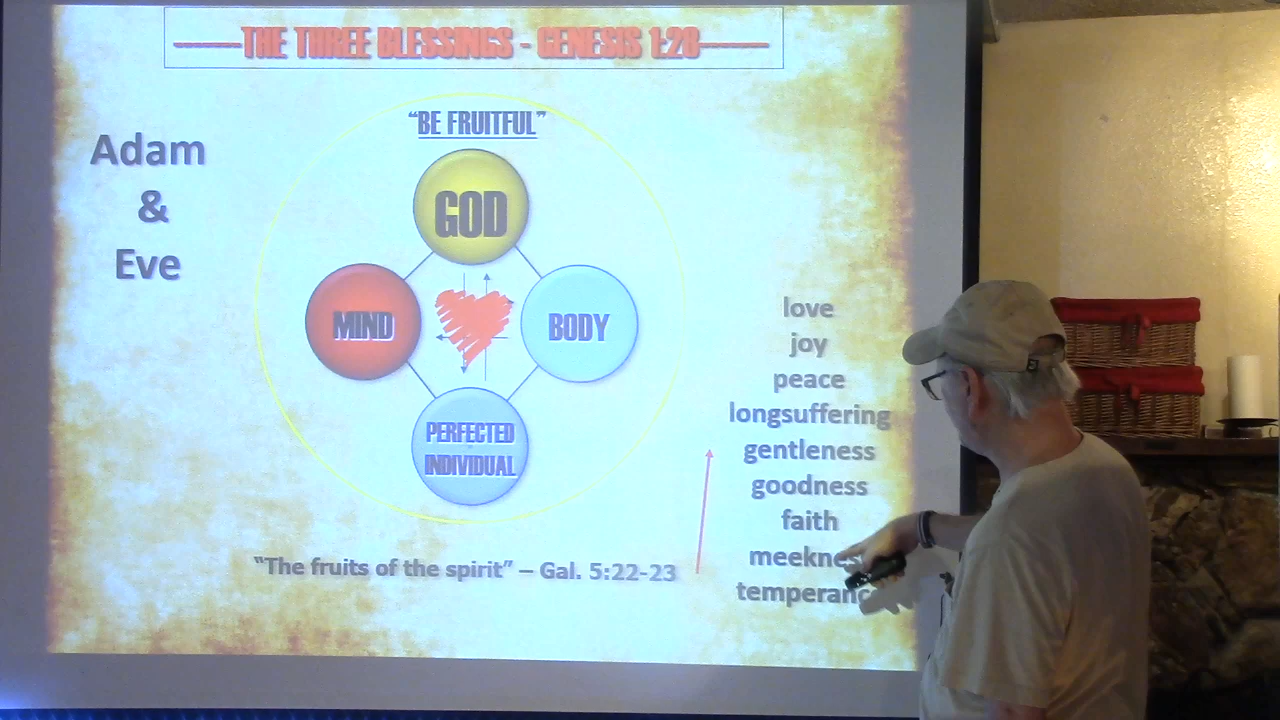 THE THREE BLESSINGS - GENESIS 1:28
Adam
&
Eve
"BE FRUITFUL"
GOD
MIND
BODY
PERFECTED
INDIVIDUAL
"The fruits of the spirit" – Gal. 5:22-23
love
joy
peace
longsuffering
gentleness
goodness
faith